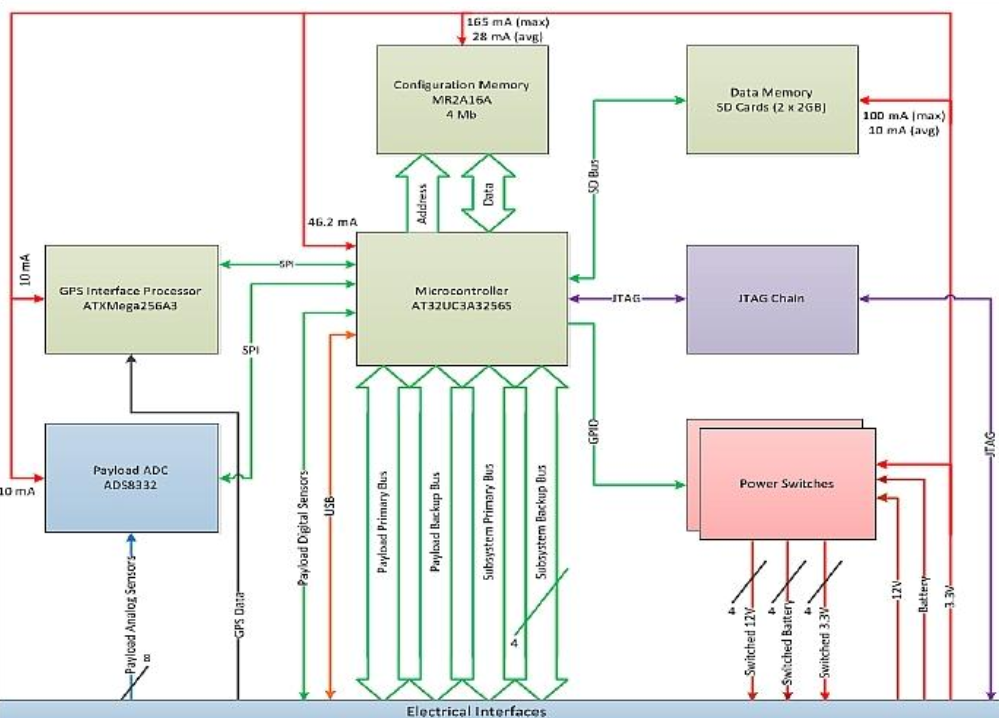 165 mA (max)
28 mA (avg)
Configuration Memory
MR2A16A
4 Mb
Data Memory
SD Cards (2 x 2GB)
100 mA (max)
10 mA (avg)
Address
Data
SD Bus
46.2 mA
10 mA
GPS Interface Processor
ATXMega256A3
SPI
Microcontroller
AT32UC3A32565
JTAG
JTAG Chain
SPI
GPIO
JTAG
Payload ADC
ADS8332
10 mA
Payload Digital Sensors
USB
Payload Primary Bus
Payload Backup Bus
Subsystem Primary Bus
Subsystem Backup Bus
4
Power Switches
Payload Analog Sensors
8
GPS Data
4
Switched 12V
4
Switched Battery
4
Switched 3.3V
12V
Battery
3.3V
Electrical Interfaces